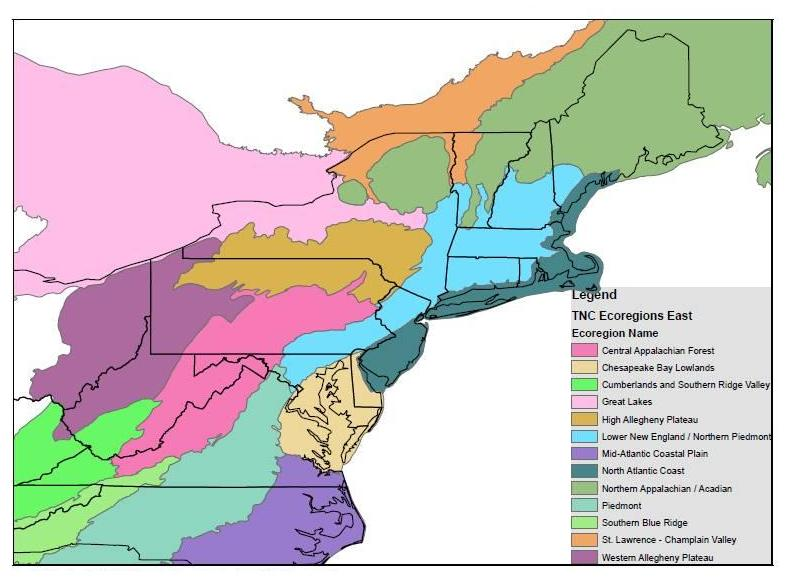 Legend
TNC Ecoregions East
Ecoregion Name
Central Appalachian Forest
Chesapeake Bay Lowlands
Cumberlands and Southern Ridge Valley
Great Lakes
High Allegheny Plateau
Lower New England / Northern Piedmont
Mid-Atlantic Coastal Plain
North Atlantic Coast
Northern Appalachian / Acadian
Piedmont
Southern Blue Ridge
St. Lawrence - Champlain Valley
Western Allegheny Plateau